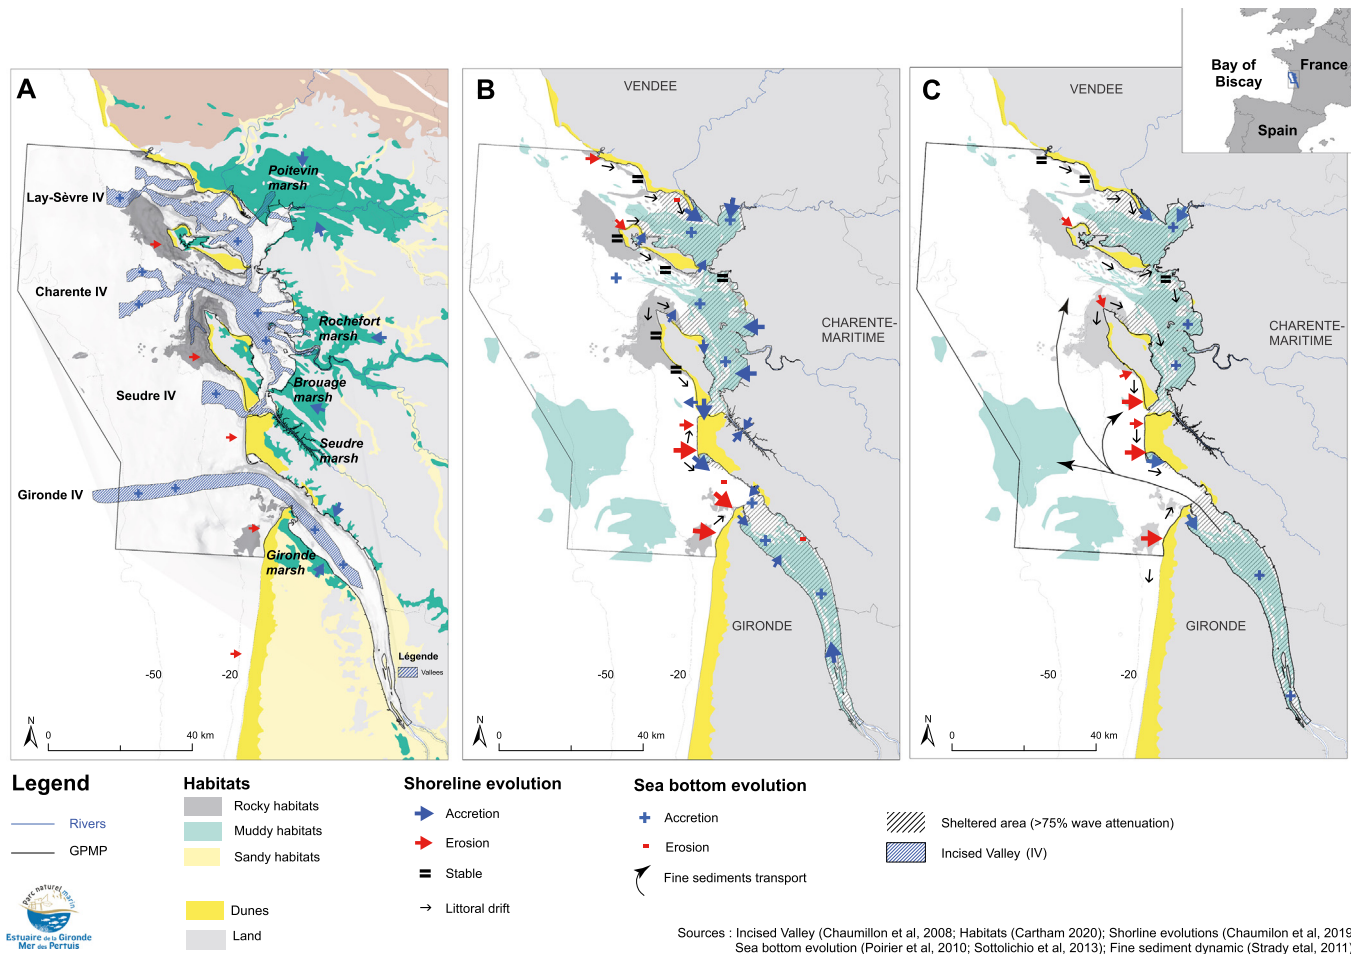 A
Poitevin
marsh
Lay-Sèvre IV
Charente IV
Rochefort
marsh
Brouage
marsh
Seudre IV
Seudre
marsh
Gironde IV
Gironde
marsh
Légende
Vallees
-50
-20
N
0
40 km
B
VENDEE
CHARENTE-
MARITIME
GIRONDE
-50
-20
N
0
40 km
C
VENDEE
CHARENTE-
MARITIME
GIRONDE
-50
-20
N
0
40 km
Bay of
Biscay
France
Spain
Legend
Rivers
GPMP
Parc naturel marin
Estuaire de la Gironde
Mer des Pertuis
Habitats
Rocky habitats
Muddy habitats
Sandy habitats
Dunes
Land
Shoreline evolution
Accretion
Erosion
Stable
Littoral drift
Sea bottom evolution
Accretion
Erosion
Fine sediments transport
Sheltered area (>75% wave attenuation)
Incised Valley (IV)
Sources : Incised Valley (Chaumillon et al, 2008; Habitats (Cartham 2020); Shorline evolutions (Chaumilon et al, 2019
Sea bottom evolution (Poirier et al, 2010; Sottolichio et al, 2013); Fine sediment dynamic (Strady etal, 2011)